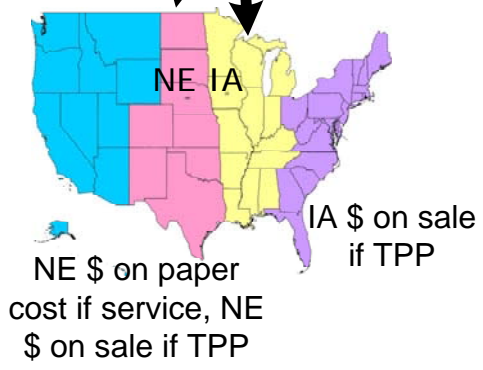 NE IA
IA $ on sale
if TPP
NE $ on paper
cost if service, NE
$ on sale if TPP